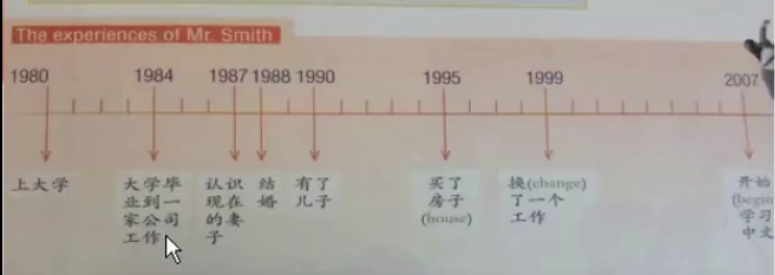 The experiences of Mr. Smith
1980 1984 1987 1988 1990 1995 1999 2007
上大学
大学毕
业到一
家公司
工作
认识
现在
的妻
子
结
婚
有了
儿子
买了
房子
(house)
换(change)
了一个
工作
开始
(begin
学习
中文